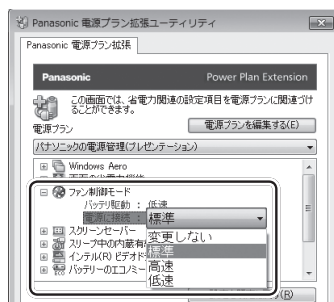 Panasonic 電源プラン拡張ユーティリティ
Panasonic 電源プラン拡張
Panasonic
Power Plan Extension
この画面では、省電力関連の設定項目を電源プランに関連づけ
ることができます。
電源プラン
電源プランを編集する(E)
パナソニックの電源管理(プレゼンテーション)
Windows Aero
ファン制御モード
バッテリ駆動 : 低速
電源に接続 : 標準
変更しない
標準
高速
低速
スクリーンセーバー
スリープ中の内蔵有
インテル(R) ビデオド
バッテリーのエコノミー
(R)